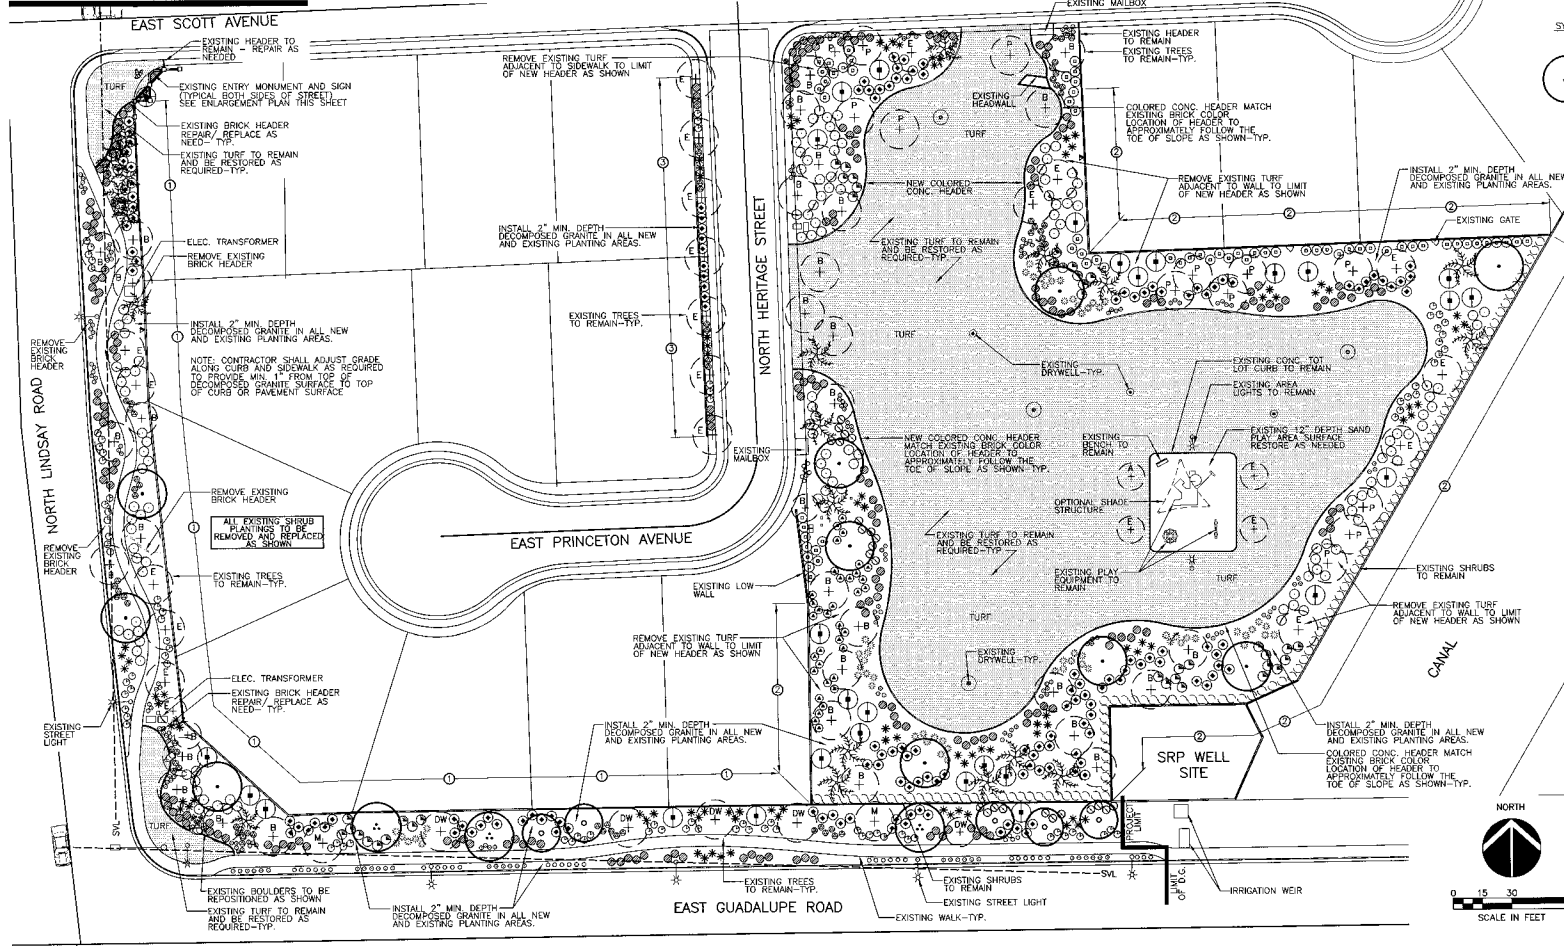 EAST SCOTT AVENUE
EXISTING HEADER TO
REMAIN - REPAIR AS
NEEDED
TURF
EXISTING ENTRY MONUMENT AND SIGN
(TYPICAL BOTH SIDES OF STREET)
SEE ENLARGEMENT PLAN THIS SHEET
EXISTING BRICK HEADER
REPAIR/ REPLACE AS
NEED- TYP.
EXISTING TURF TO REMAIN
AND BE RESTORED AS
REQUIRED-TYP.
ELEC. TRANSFORMER
REMOVE EXISTING
BRICK HEADER
INSTALL 2" MIN. DEPTH
DECOMPOSED GRANITE IN ALL NEW
AND EXISTING PLANTING AREAS.
NOTE: CONTRACTOR SHALL ADJUST GRADE
ALONG CURB AND SIDEWALK AS REQUIRED
TO PROVIDE MIN. 1" FROM TOP OF
DECOMPOSED GRANITE SURFACE TO TOP
OF CURB OR PAVEMENT SURFACE
REMOVE
EXISTING
BRICK
HEADER
NORTH LINDSAY ROAD
REMOVE EXISTING
BRICK HEADER
ALL EXISTING SHRUB
PLANTINGS TO BE
REMOVED AND REPLACED
AS SHOWN
REMOVE
EXISTING
BRICK
HEADER
EXISTING TREES
TO REMAIN-TYP.
ELEC. TRANSFORMER
EXISTING BRICK HEADER
REPAIR/ REPLACE AS
NEED- TYP.
EXISTING
STREET
LIGHT
TURF
SVL
EXISTING BOULDERS TO BE
REPOSITIONED AS SHOWN
EXISTING TURF TO REMAIN
AND BE RESTORED AS
REQUIRED-TYP.
REMOVE EXISTING TURF
ADJACENT TO SIDEWALK TO LIMIT
OF NEW HEADER AS SHOWN
INSTALL 2" MIN. DEPTH
DECOMPOSED GRANITE IN ALL NEW
AND EXISTING PLANTING AREAS.
EXISTING TREES
TO REMAIN-TYP.
NORTH HERITAGE STREET
EXISTING
MAILBOX
EAST PRINCETON AVENUE
EXISTING LOW
WALL
REMOVE EXISTING TURF
ADJACENT TO WALL TO LIMIT
OF NEW HEADER AS SHOWN
INSTALL 2" MIN. DEPTH
DECOMPOSED GRANITE IN ALL NEW
AND EXISTING PLANTING AREAS.
EXISTING MAILBOX
EXISTING HEADER
TO REMAIN
EXISTING TREES
TO REMAIN-TYP.
EXISTING
HEADWALL
TURF
COLORED CONC. HEADER MATCH
EXISTING BRICK COLOR
LOCATION OF HEADER TO
APPROXIMATELY FOLLOW THE
TOE OF SLOPE AS SHOWN-TYP.
NEW COLORED
CONC. HEADER
REMOVE EXISTING TURF
ADJACENT TO WALL TO LIMIT
OF NEW HEADER AS SHOWN
INSTALL 2" MIN. DEPTH
DECOMPOSED GRANITE IN ALL NEW
AND EXISTING PLANTING AREAS.
EXISTING GATE
EXISTING TURF TO REMAIN
AND BE RESTORED AS
REQUIRED-TYP.
TURF
EXISTING
DRYWELL-TYP.
EXISTING CONC. TOT
LOT CURB TO REMAIN
EXISTING AREA
LIGHTS TO REMAIN
NEW COLORED CONC. HEADER
MATCH EXISTING BRICK COLOR
LOCATION OF HEADER TO
APPROXIMATELY FOLLOW THE
TOE OF SLOPE AS SHOWN-TYP.
EXISTING
BENCH TO
REMAIN
EXISTING 12" DEPTH SAND
PLAY AREA SURFACE
RESTORE AS NEEDED
OPTIONAL SHADE
STRUCTURE
EXISTING TURF TO REMAIN
AND BE RESTORED AS
REQUIRED-TYP
EXISTING PLAY
EQUIPMENT TO
REMAIN
TURF
TURF
EXISTING
DRYWELL-TYP.
EXISTING SHRUBS
TO REMAIN
REMOVE EXISTING TURF
ADJACENT TO WALL TO LIMIT
OF NEW HEADER AS SHOWN
CANAL
SRP WELL
SITE
INSTALL 2" MIN. DEPTH
DECOMPOSED GRANITE IN ALL NEW
AND EXISTING PLANTING AREAS.
COLORED CONC. HEADER MATCH
EXISTING BRICK COLOR
LOCATION OF HEADER TO
APPROXIMATELY FOLLOW THE
TOE OF SLOPE AS SHOWN-TYP.
PROJECT
LIMIT
LIMIT
OF D.G.
IRRIGATION WEIR
SVL
INSTALL 2" MIN. DEPTH
DECOMPOSED GRANITE IN ALL NEW
AND EXISTING PLANTING AREAS.
EXISTING TREES
TO REMAIN-TYP.
EXISTING SHRUBS
TO REMAIN
EXISTING STREET LIGHT
EXISTING WALK-TYP.
EAST GUADALUPE ROAD
NORTH
0 15 30
SCALE IN FEET